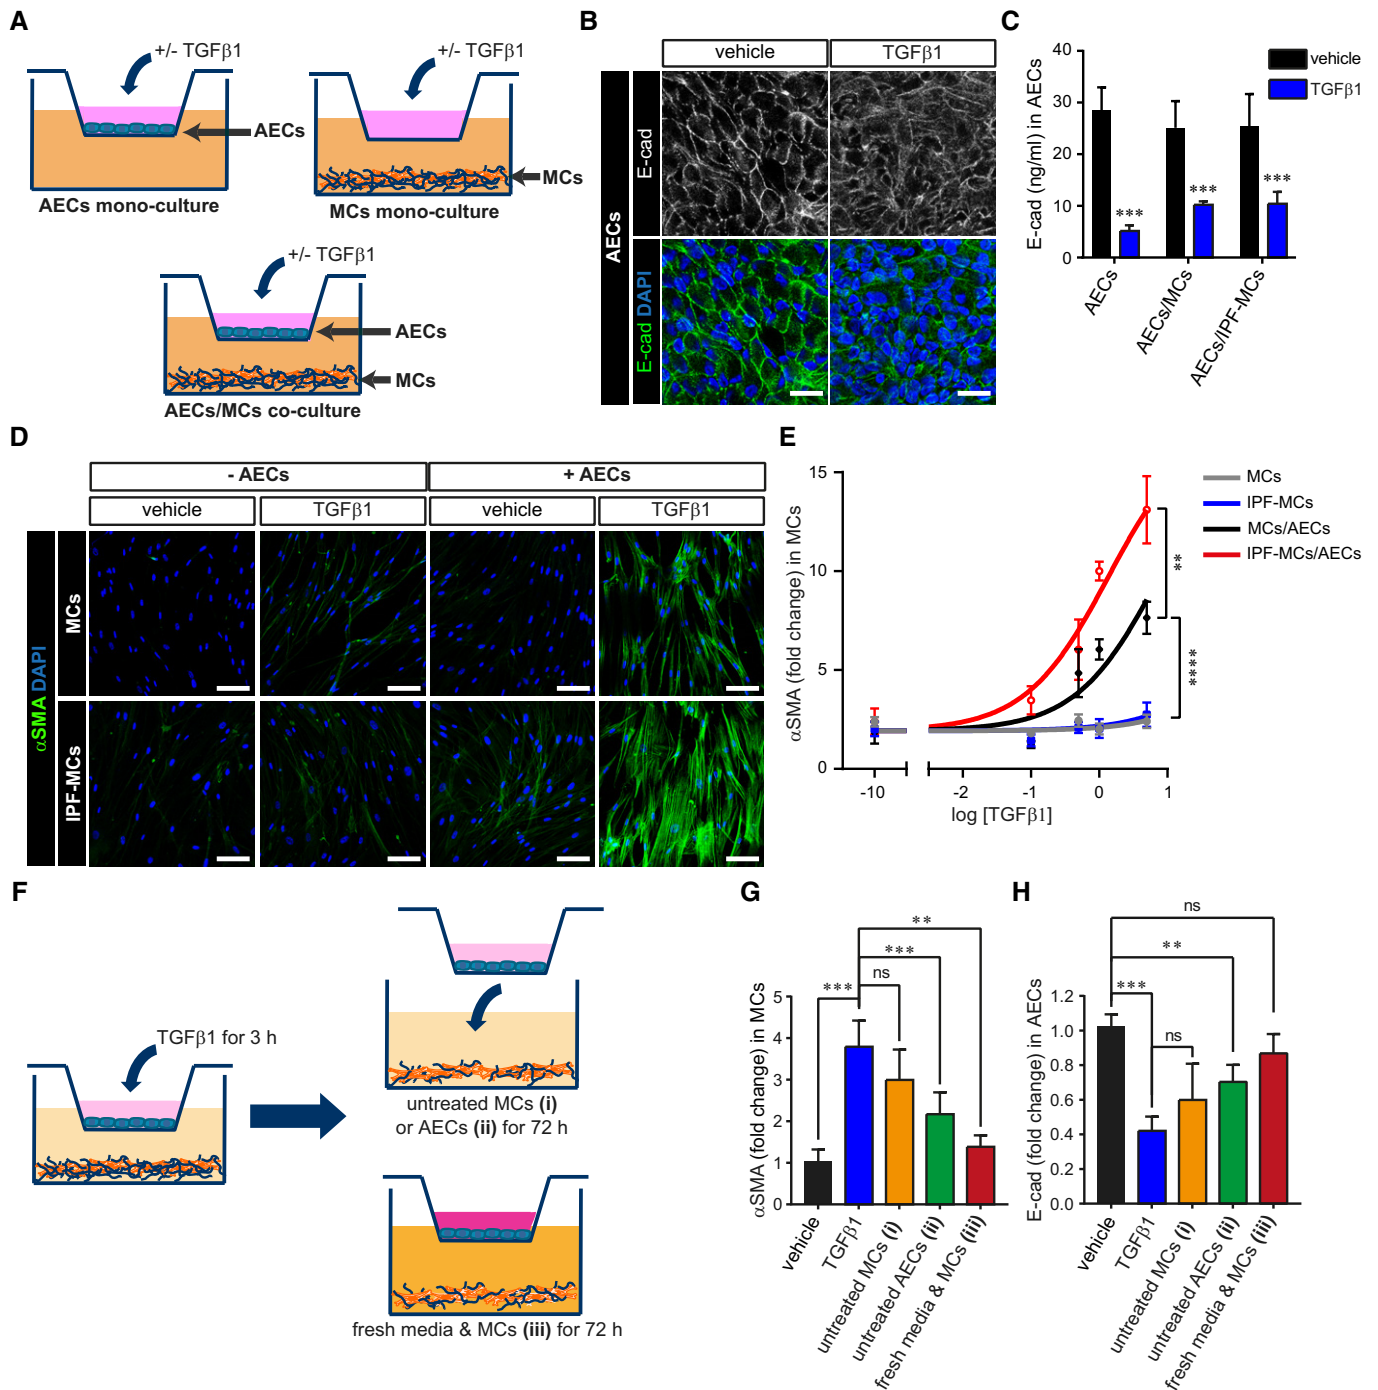 A
+/- TGFβ1
+/- TGFβ1
AECs
MCs
AECs mono-culture
MCs mono-culture
+/- TGFβ1
AECs
MCs
AECs/MCs co-culture
B
vehicle
TGFβ1
AECs
E-cad
E-cad DAPI
C
E-cad (ng/ml) in AECs
40
30
20
10
0
vehicle
TGFβ1
***
***
***
AECs
AECs/MCs
AECs/IPF-MCs
D
- AECs
+ AECs
vehicle
TGFβ1
vehicle
TGFβ1
αSMA DAPI
MCs
IPF-MCs
E
αSMA (fold change) in MCs
15
10
5
0
-10
-2
-1
0
1
log [TGFβ1]
MCs
IPF-MCs
MCs/AECs
IPF-MCs/AECs
**
****
F
TGFβ1 for 3 h
untreated MCs (i)
or AECs (ii) for 72 h
fresh media & MCs (iii) for 72 h
G
αSMA (fold change) in MCs
5
4
3
2
1
0
**
***
ns
***
vehicle
TGFβ1
untreated MCs (i)
untreated AECs (ii)
fresh media & MCs (iii)
H
E-cad (fold change) in AECs
1.2
1.0
0.8
0.6
0.4
0.2
0.0
ns
**
***
ns
vehicle
TGFβ1
untreated MCs (i)
untreated AECs (ii)
fresh media & MCs (iii)